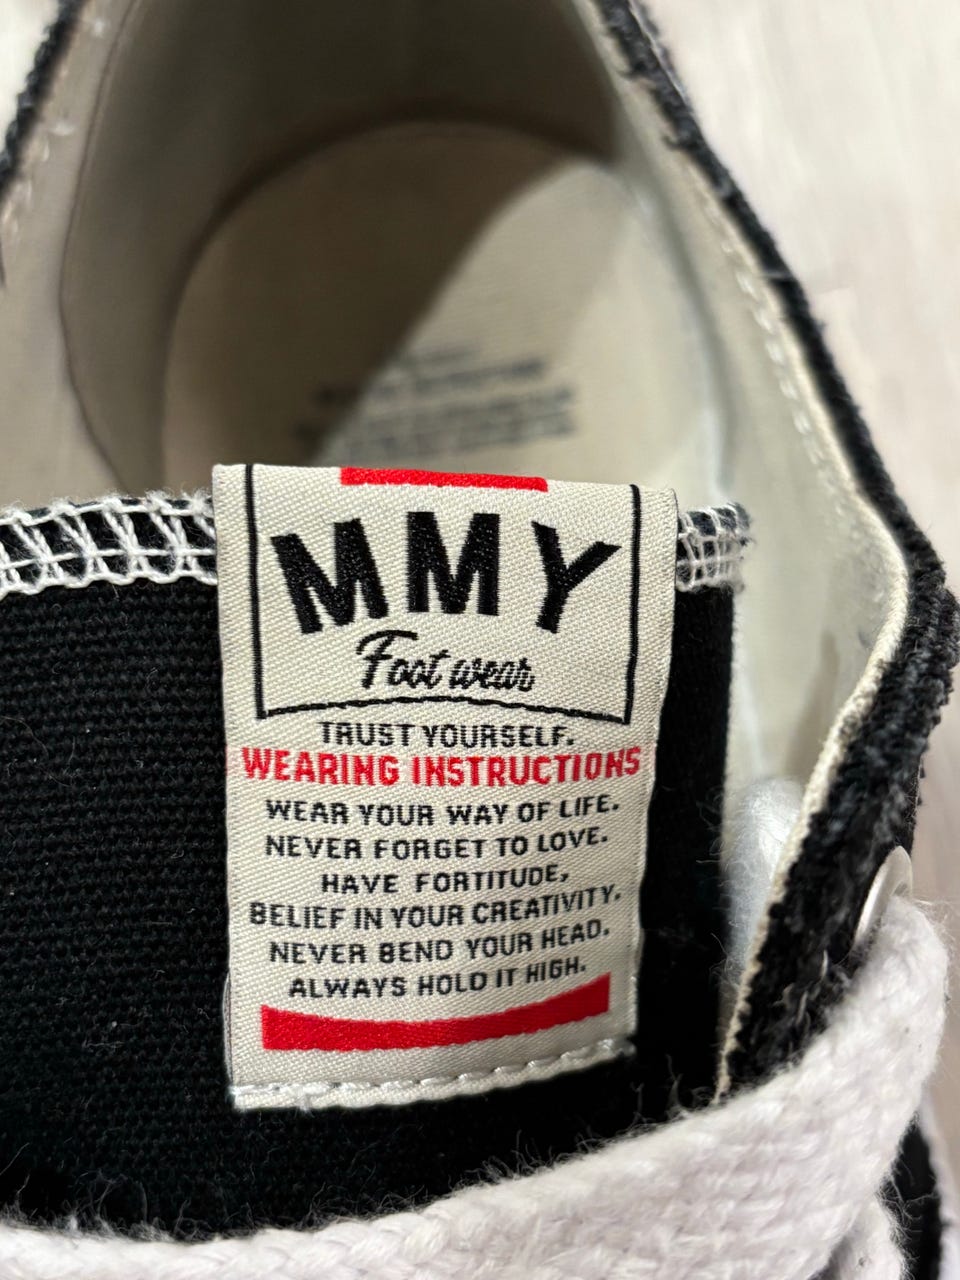 MMY
Footwear
TRUST YOURSELF.
WEARING INSTRUCTIONS
WEAR YOUR WAY OF LIFE.
NEVER FORGET TO LOVE.
HAVE FORTITUDE,
BELIEF IN YOUR CREATIVITY.
NEVER BEND YOUR HEAD.
ALWAYS HOLD IT HIGH.